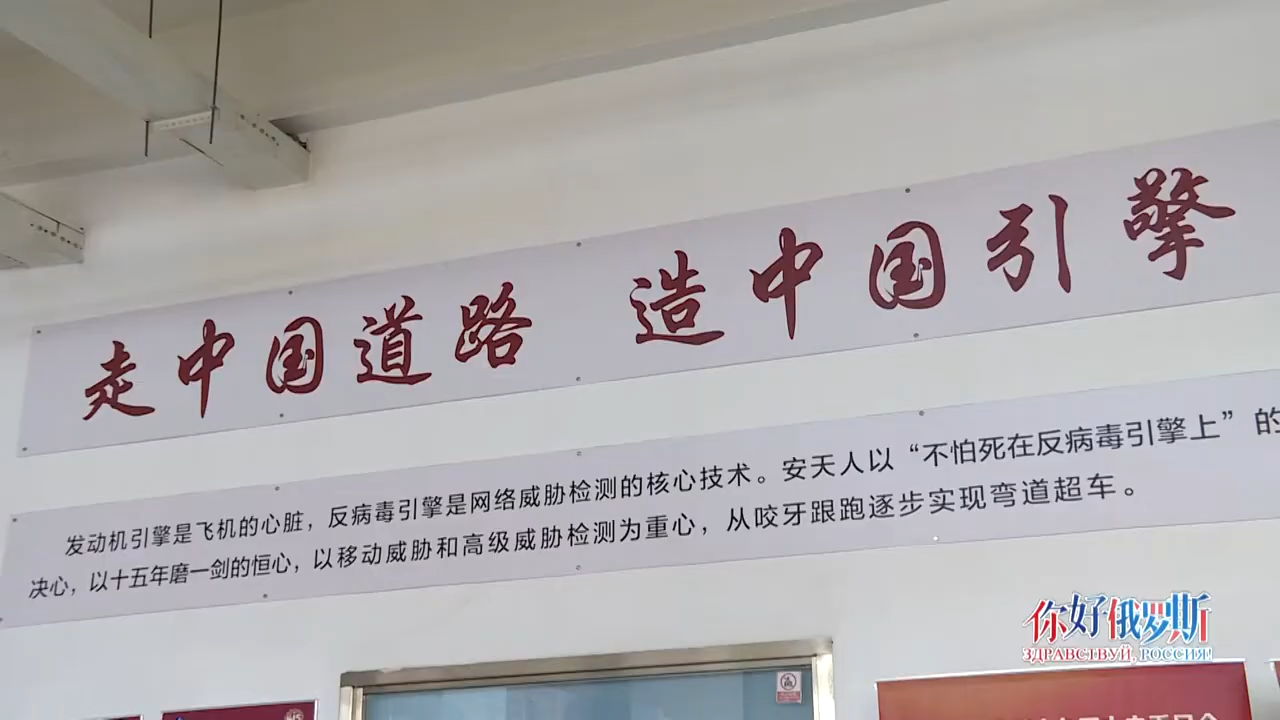 走中国道路 造中国引擎
发动机引擎是飞机的心脏，反病毒引擎是网络威胁检测的核心技术。安天人以“不怕死在反病毒引擎上”的
决心，以十五年磨一剑的恒心，以移动威胁和高级威胁检测为重心，从咬牙跟跑逐步实现弯道超车。
你好俄罗斯
ЗДРАВСТВУЙ, РОССИЯ!